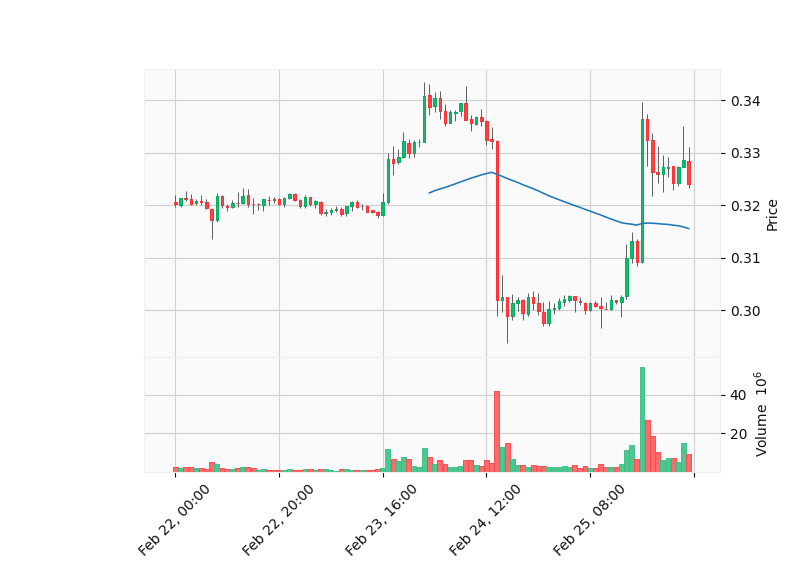 0.34
0.33
0.32
0.31
0.30
Price
40
20
Volume 10^6
Feb 22, 00:00
Feb 22, 20:00
Feb 23, 16:00
Feb 24, 12:00
Feb 25, 08:00